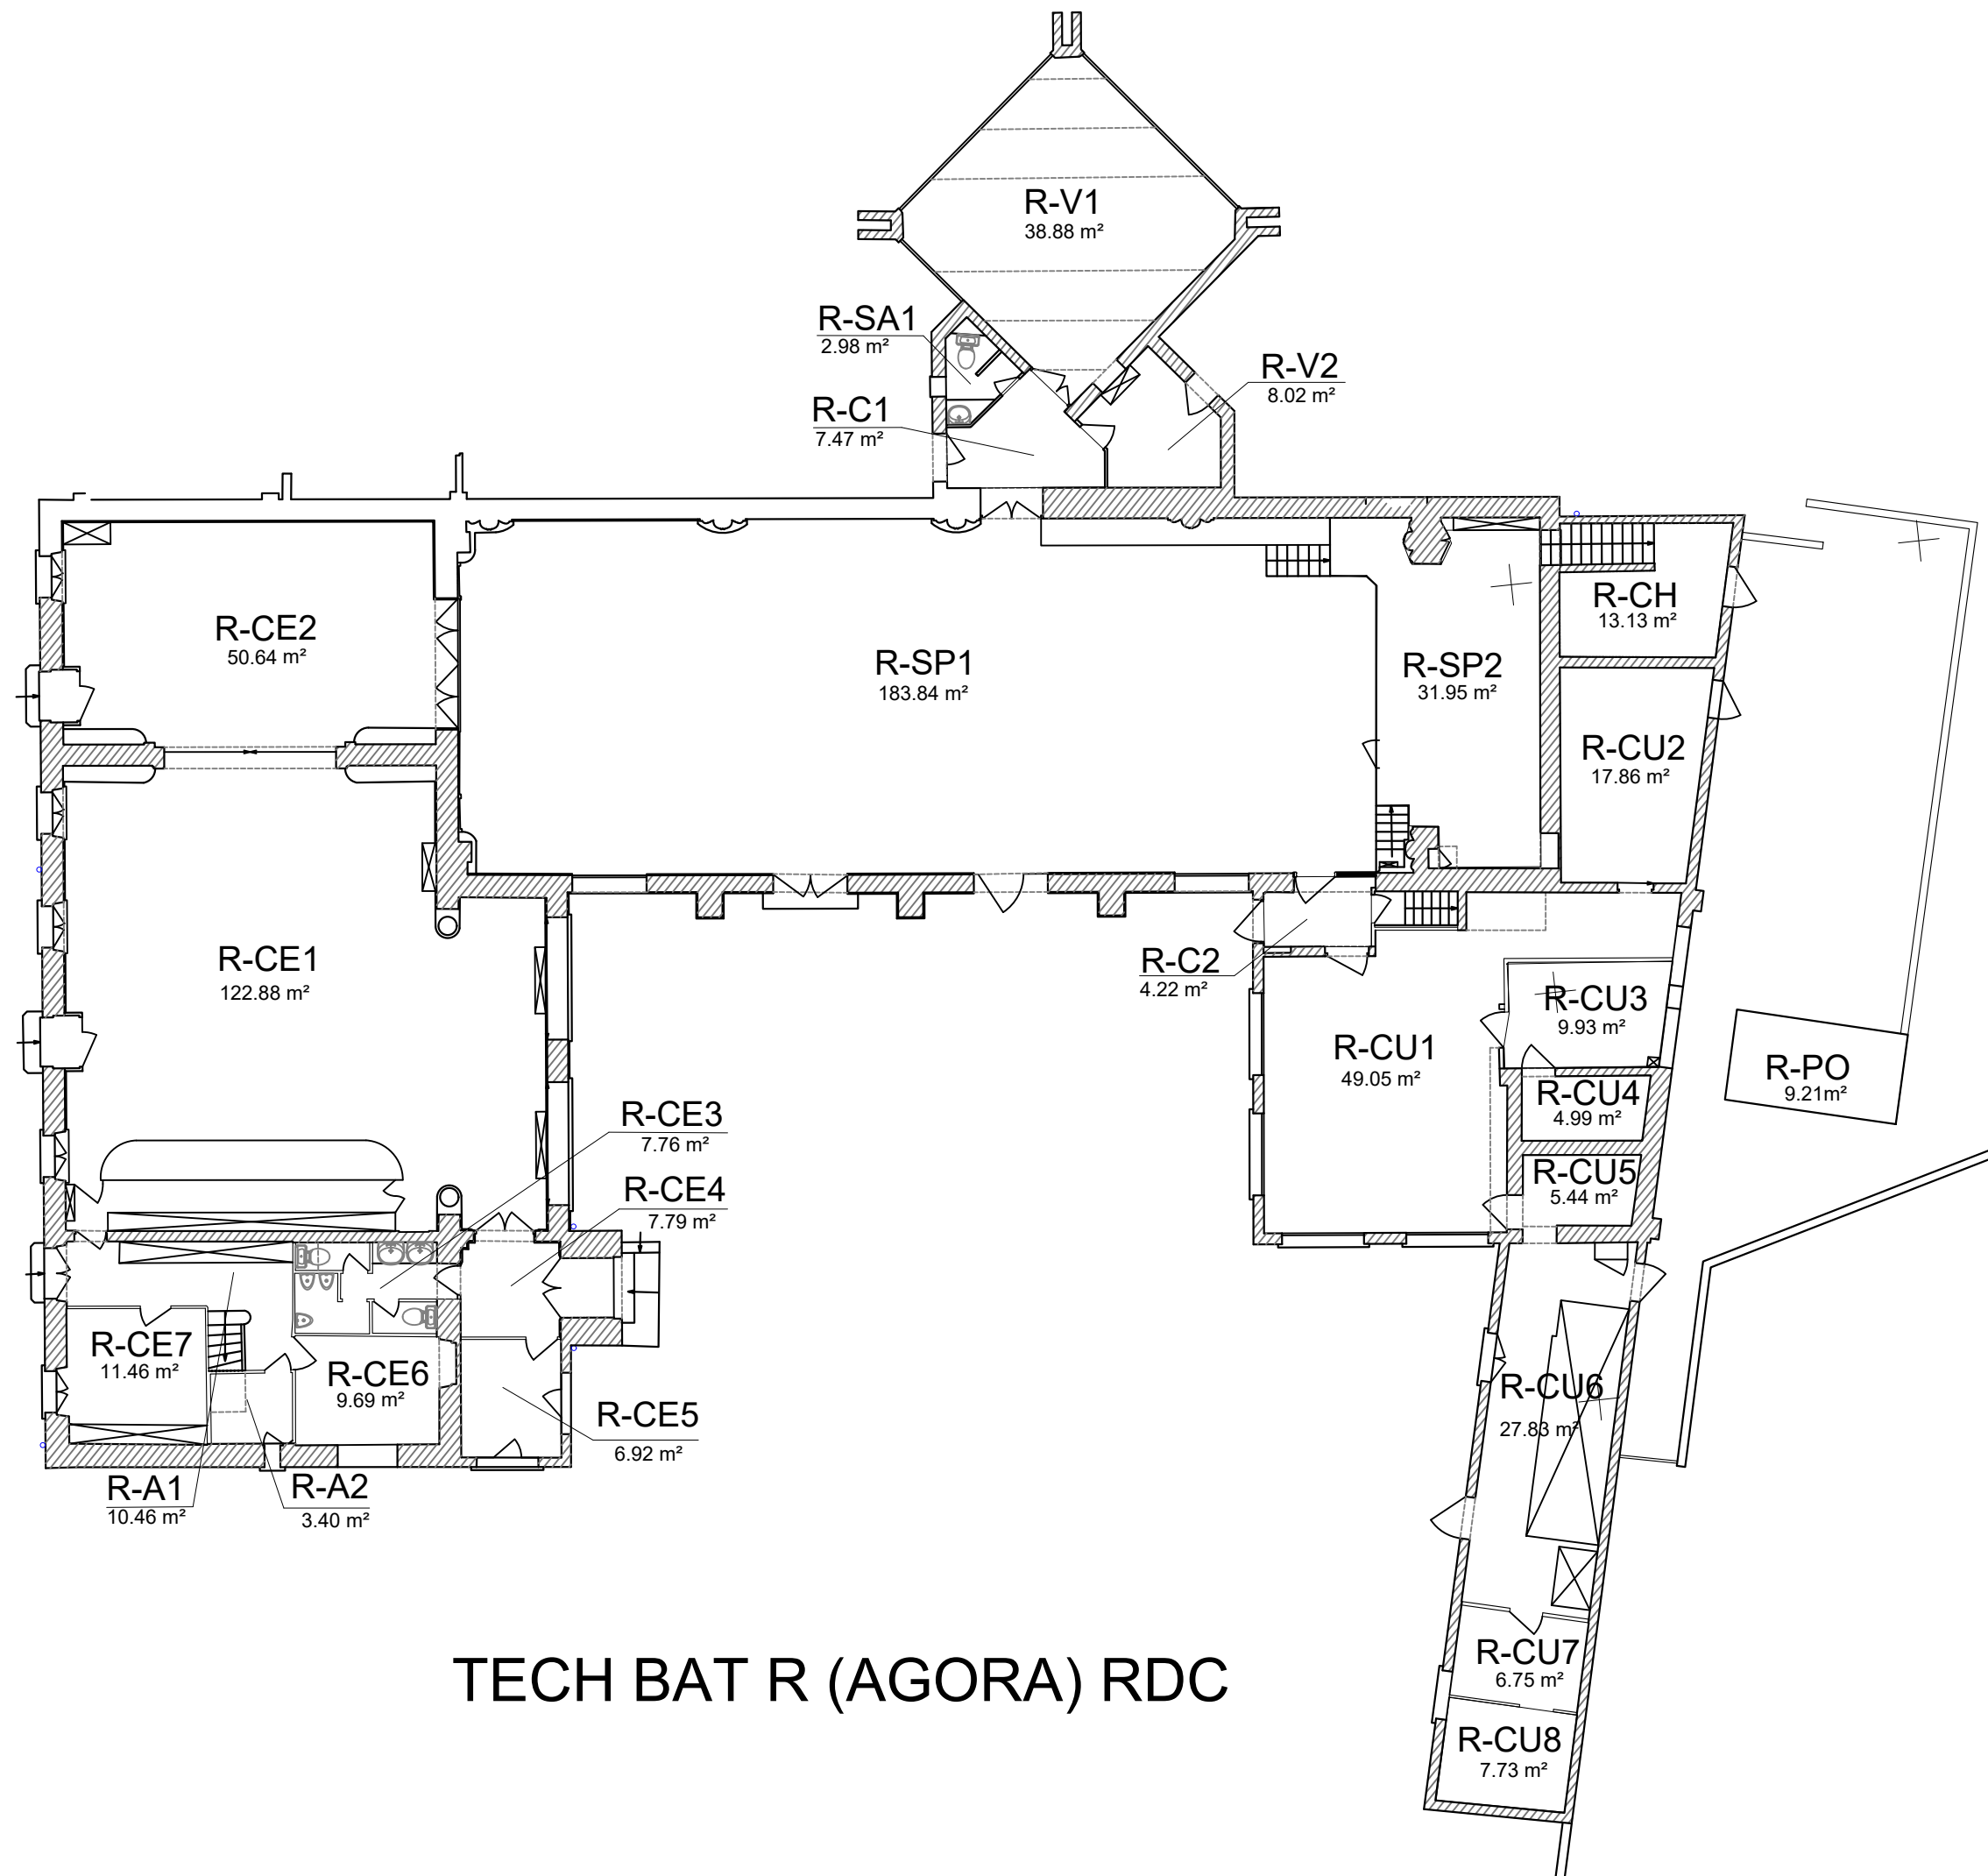 R-V1
38.88 m²
R-SA1
2.98 m²
R-V2
8.02 m²
R-C1
7.47 m²
R-CE2
50.64 m²
R-SP1
183.84 m²
R-SP2
31.95 m²
R-CH
13.13 m²
R-CU2
17.86 m²
R-CE1
122.88 m²
R-C2
4.22 m²
R-CU3
9.93 m²
R-CU1
49.05 m²
R-PO
9.21m²
R-CU4
4.99 m²
R-CE3
7.76 m²
R-CU5
5.44 m²
R-CE4
7.79 m²
R-CE7
11.46 m²
R-CE6
9.69 m²
R-CE5
6.92 m²
R-CU6
27.83 m²
R-A1
10.46 m²
R-A2
3.40 m²
R-CU7
6.75 m²
R-CU8
7.73 m²
TECH BAT R (AGORA) RDC